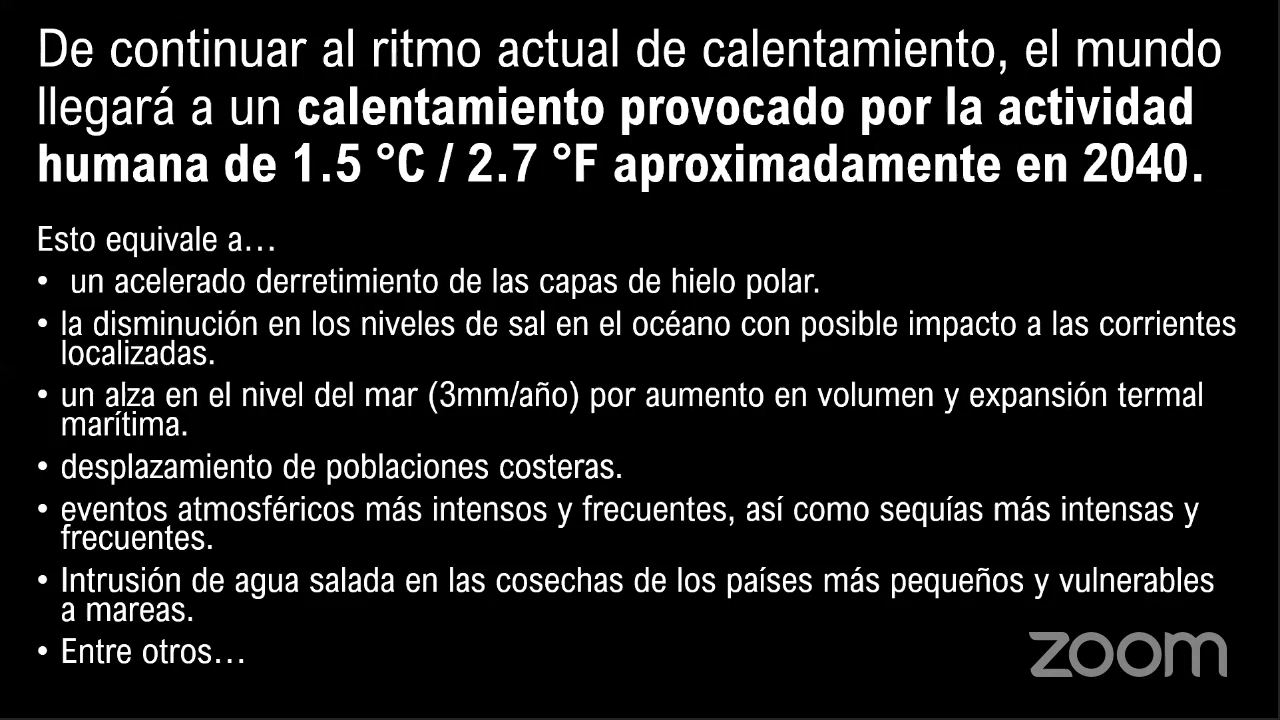 De continuar al ritmo actual de calentamiento, el mundo
llegará a un calentamiento provocado por la actividad
humana de 1.5 °C / 2.7 °F aproximadamente en 2040.
Esto equivale a…
• un acelerado derretimiento de las capas de hielo polar.
• la disminución en los niveles de sal en el océano con posible impacto a las corrientes
localizadas.
• un alza en el nivel del mar (3mm/año) por aumento en volumen y expansión termal
marítima.
• desplazamiento de poblaciones costeras.
• eventos atmosféricos más intensos y frecuentes, así como sequías más intensas y
frecuentes.
• Intrusión de agua salada en las cosechas de los países más pequeños y vulnerables
a mareas.
• Entre otros…
zoom